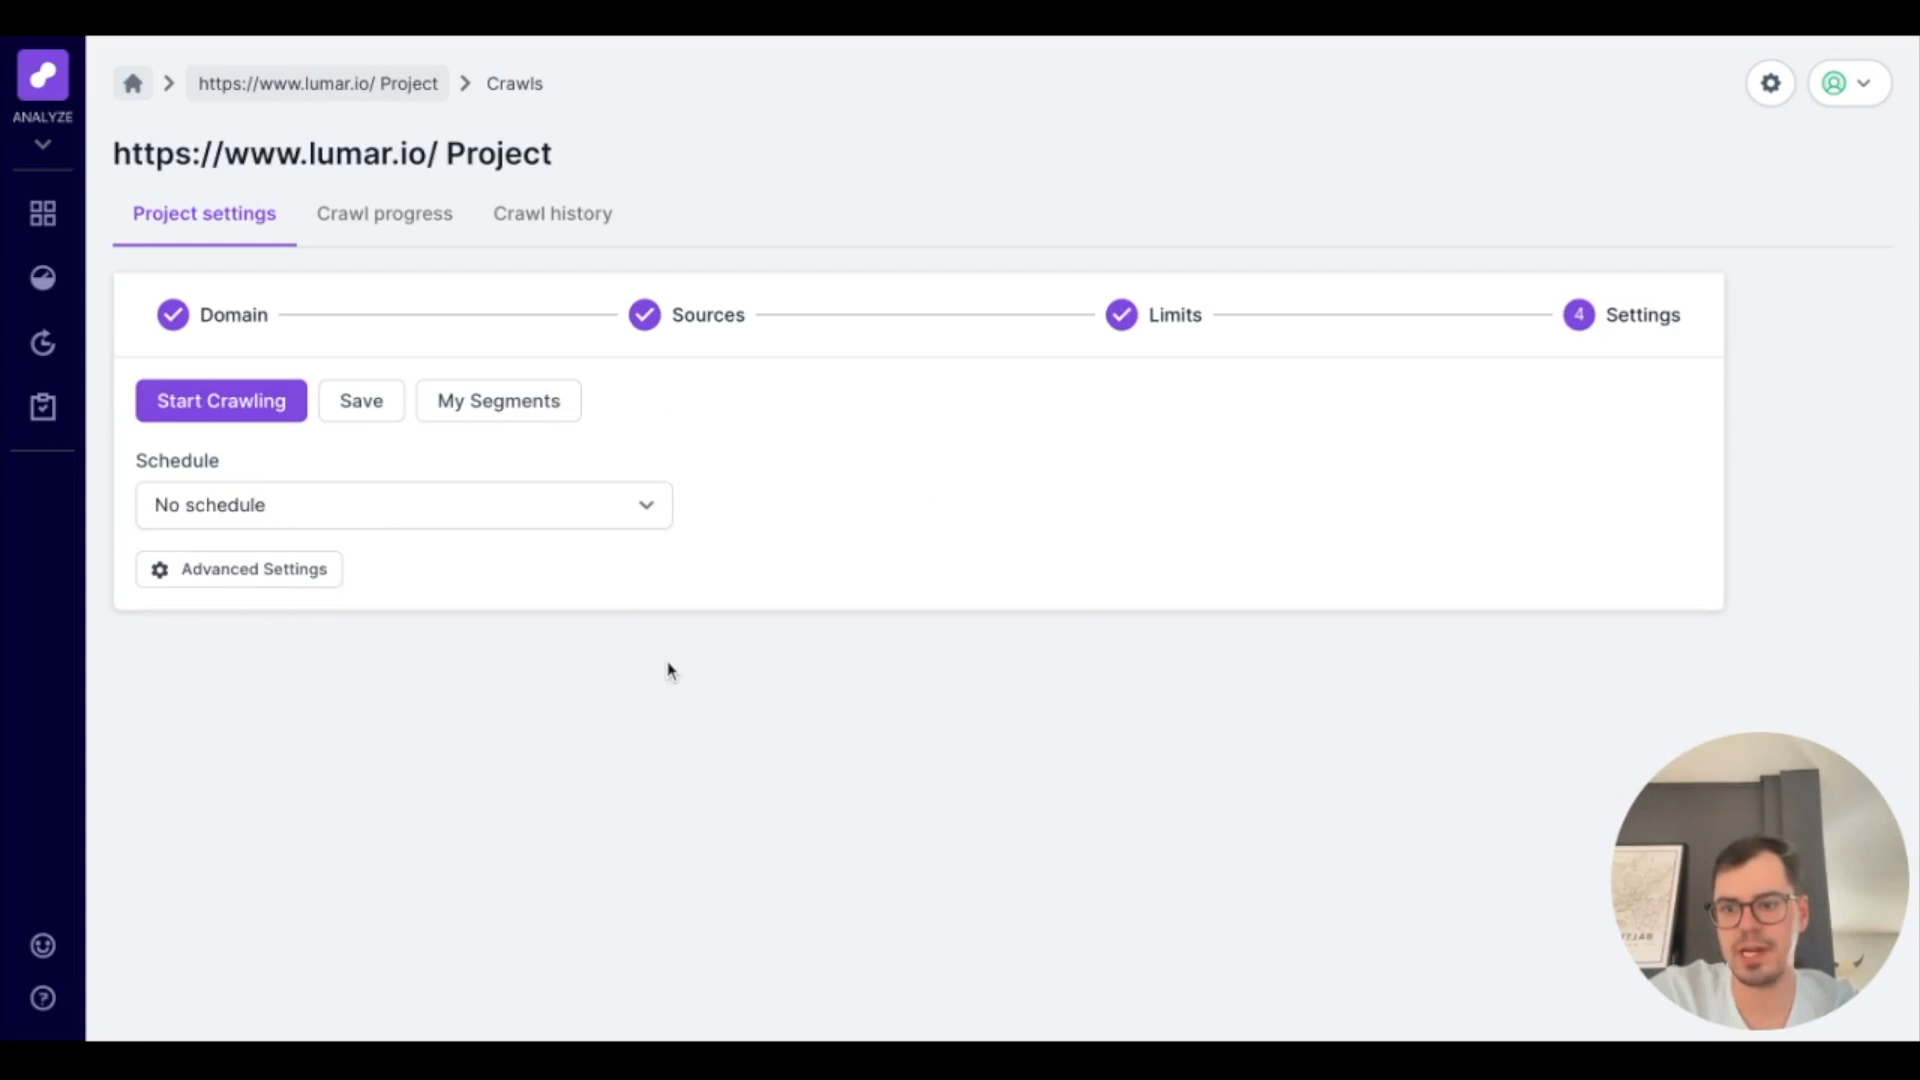 ANALYZE
https://www.lumar.io/ Project
Crawls
https://www.lumar.io/ Project
Project settings
Crawl progress
Crawl history
Domain
Sources
Limits
4
Settings
Start Crawling
Save
My Segments
Schedule
No schedule
Advanced Settings